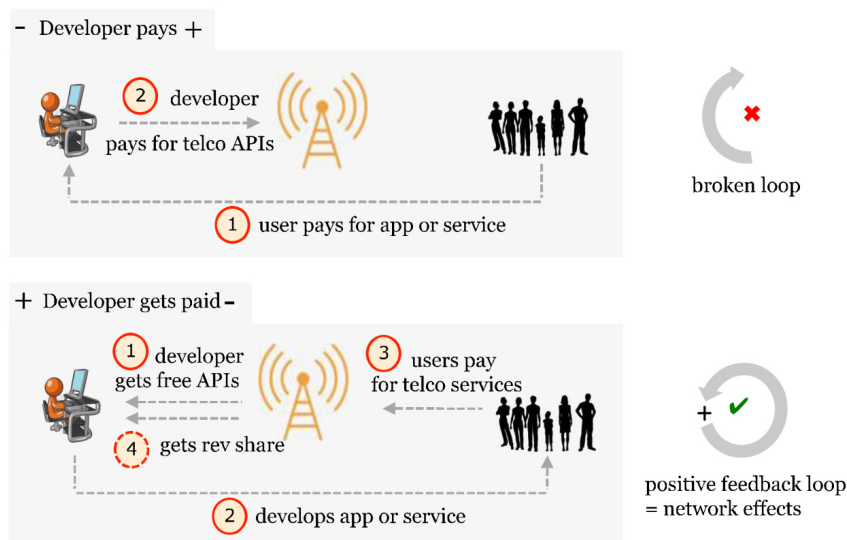 - Developer pays +
2 developer
pays for telco APIs
1 user pays for app or service
broken loop
+ Developer gets paid -
1 developer
gets free APIs
3 users pay
for telco services
4 gets rev share
2 develops app or service
+
positive feedback loop
= network effects